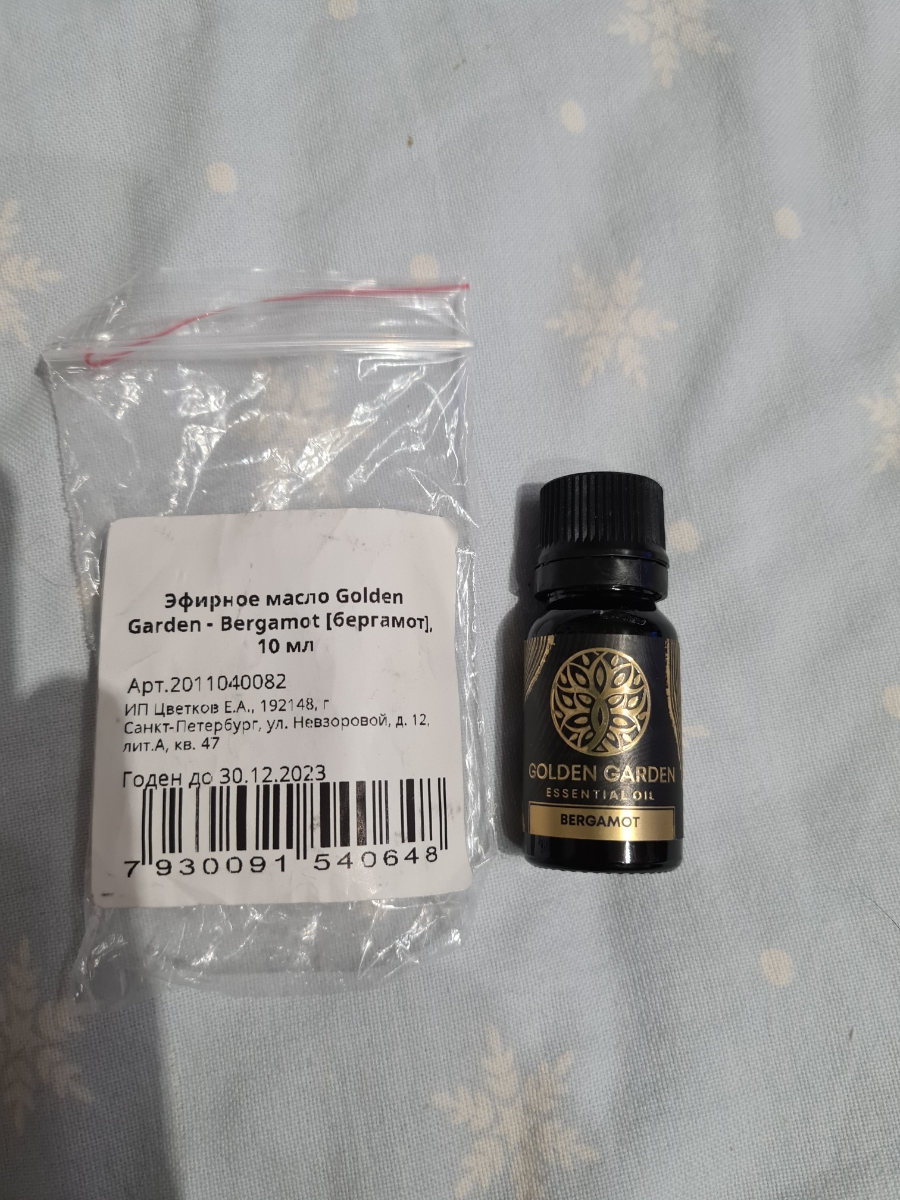 Эфирное масло Golden
Garden - Bergamot [бергамот],
10 мл
Арт.2011040082
ИП Цветков Е.А., 192148, г
Санкт-Петербург, ул. Невзоровой, д. 12,
лит.А, кв. 47
Годен до 30.12.2023
7 930091 540648
GOLDEN GARDEN
ESSENTIAL OIL
BERGAMOT